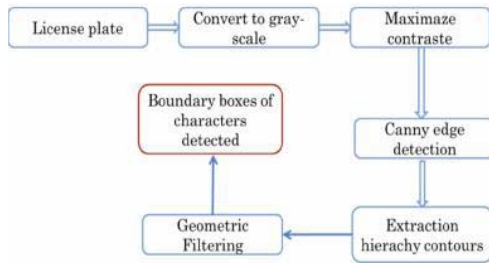 License plate
Convert to gray-
scale
Maximaze
contraste
Boundary boxes of
characters
detected
Canny edge
detection
Geometric
Filtering
Extraction
hierachy contours